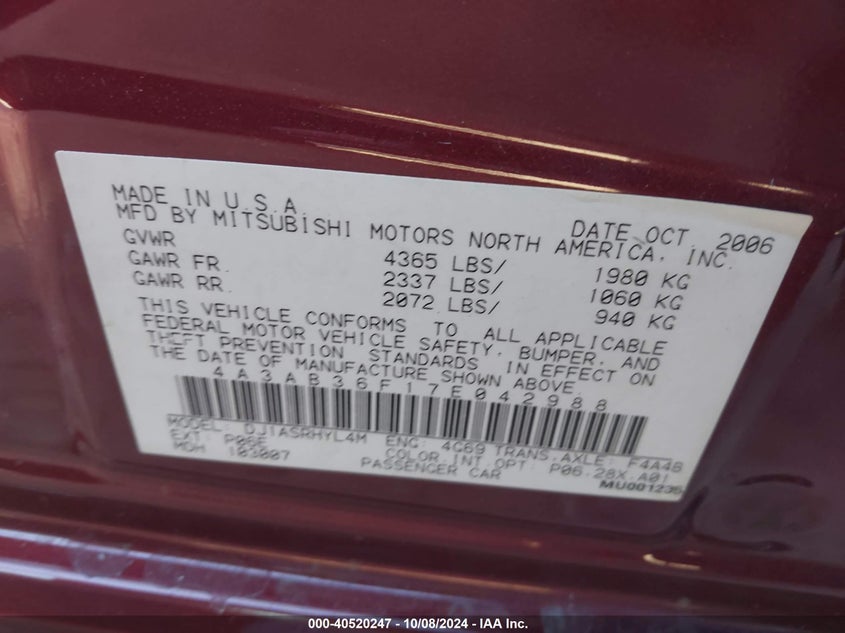 MADE IN U.S.A DATE OCT 2006
MFD BY MITSUBISHI MOTORS NORTH AMERICA, INC.
GVWR 4365 LBS/ 1980 KG
GAWR FR. 2337 LBS/ 1060 KG
GAWR RR. 2072 LBS/ 940 KG
THIS VEHICLE CONFORMS TO ALL APPLICABLE
FEDERAL MOTOR VEHICLE SAFETY, BUMPER, AND
THEFT PREVENTION STANDARDS IN EFFECT ON
THE DATE OF MANUFACTURE SHOWN ABOVE
4A3AB36F17E042988
MODEL: DJ1ASRHYL4M ENG: 4G69 TRANS.AXLE: F4A4B
EXT: P06E COLOR.INT.OPT: P06.28X.A01
MDH 103007 PASSENGER CAR
MU001235
000-40520247 - 10/08/2024 - IAA Inc.